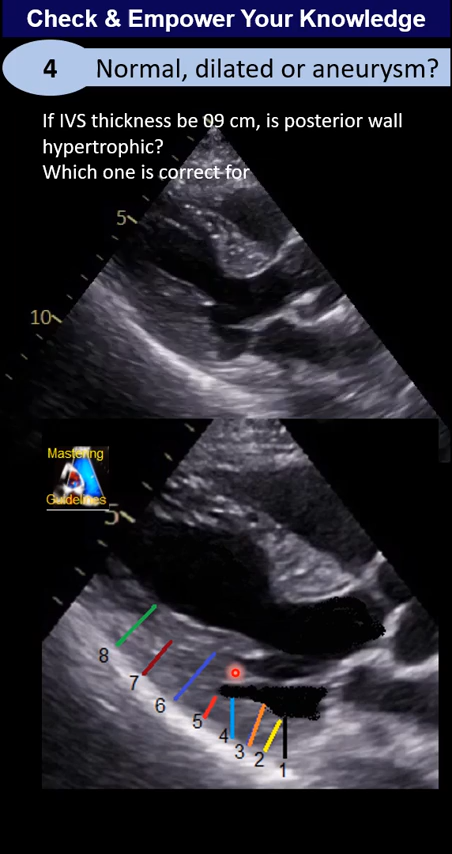 Check & Empower Your Knowledge
4 Normal, dilated or aneurysm?
If IVS thickness be 09 cm, is posterior wall
hypertrophic?
Which one is correct for
5
10
Mastering
Guidelines
5
8
7
6
5
4
3
2
1